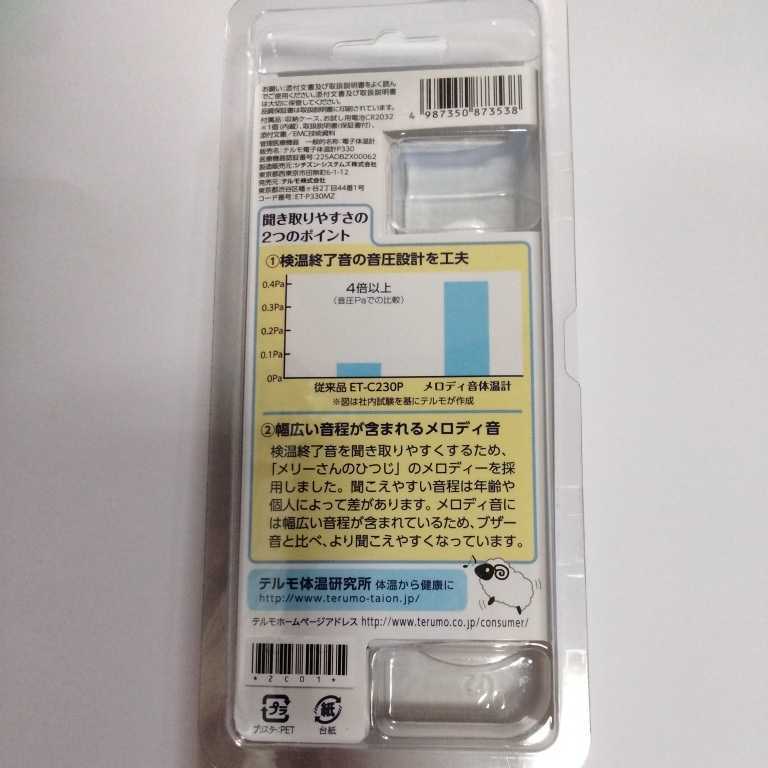 お願い:添付文書及び取扱説明書をよく読ん
でご使用ください。添付文書及び取扱説明書
は大切に保管してください。
品質保証書は取扱説明書に印刷されています。
付属品:収納ケース、お試し用電池CR2032
×1個(内蔵)、取扱説明書(保証書付)、
添付文書/EMC技術資料
管理医療機器 一般的名称:電子体温計
販売名:テルモ電子体温計P330
医療機器認証番号:225ADBZX00062
製造販売元:シチズン・システムズ株式会社
東京都西東京市田無町6-1-12
発売元:テルモ株式会社
東京都渋谷区幡ヶ谷2丁目44番1号
コード番号:ET-P330MZ
4 987350 873538
聞き取りやすさの
2つのポイント
①検温終了音の音圧設計を工夫
0.4Pa
0.3Pa
0.2Pa
0.1Pa
0Pa
4倍以上
(音圧Paでの比較)
従来品 ET-C230P メロディ音体温計
※図は社内試験を基にテルモが作成
②幅広い音程が含まれるメロディ音
検温終了音を聞き取りやすくするため、
「メリーさんのひつじ」のメロディーを採
用しました。聞こえやすい音程は年齢や
個人によって差があります。メロディ音に
は幅広い音程が含まれているため、ブザー
音と比べ、より聞こえやすくなっています。
テルモ体温研究所 体温から健康に
http://www.terumo-taion.jp/
テルモホームページアドレス http://www.terumo.co.jp/consumer/
*2C01*
プラ
紙
ブリスター:PET
台紙